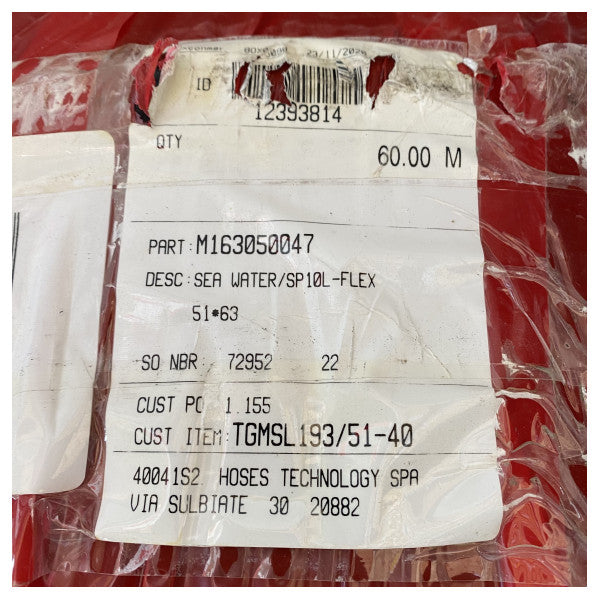 ID
12393814
QTY
60.00 M
PART: M163050047
DESC: SEA WATER/SP10L-FLEX
51*63
SO NBR: 72952 22
CUST PO 1.155
CUST ITEM: TGMSL193/51-40
40041S2 HOSES TECHNOLOGY SPA
VIA SULBIATE 30 20882